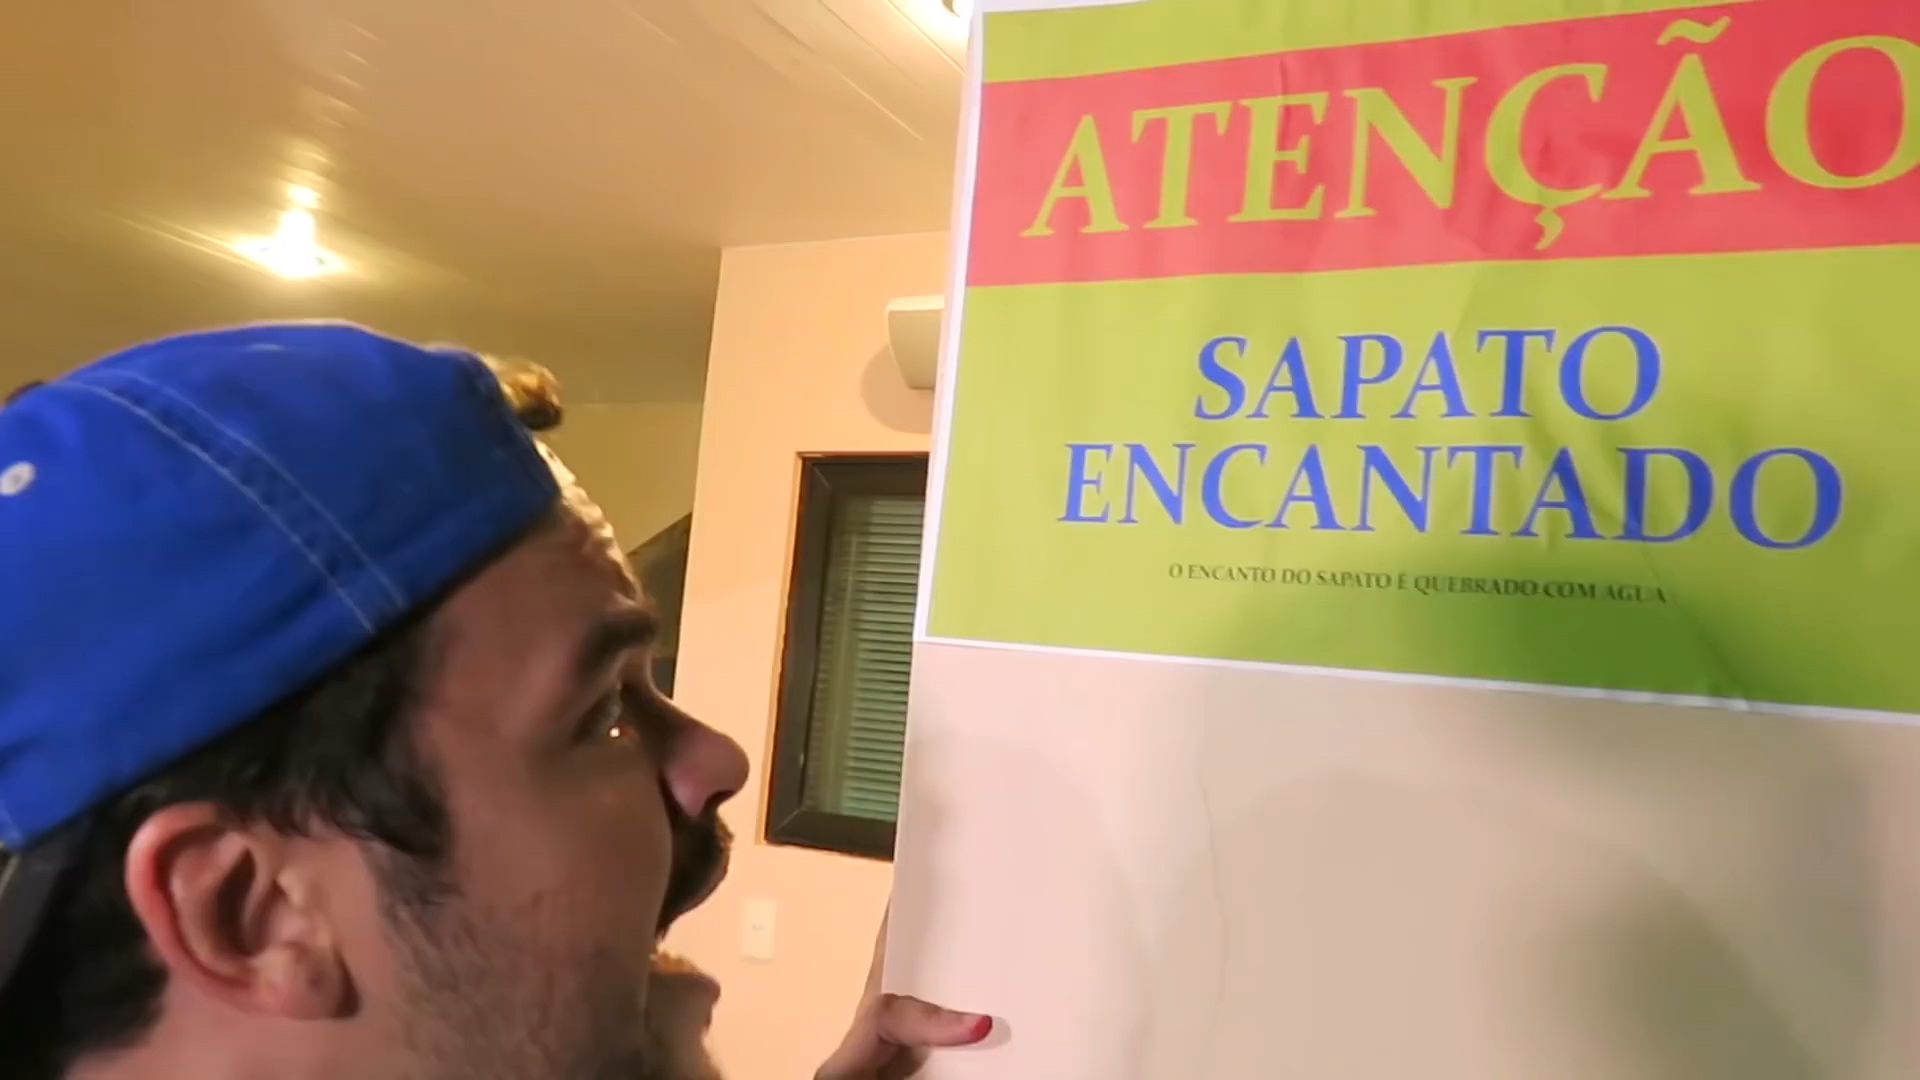 ATENÇÃO
SAPATO
ENCANTADO
O ENCANTO DO SAPATO É QUEBRADO COM AGUA